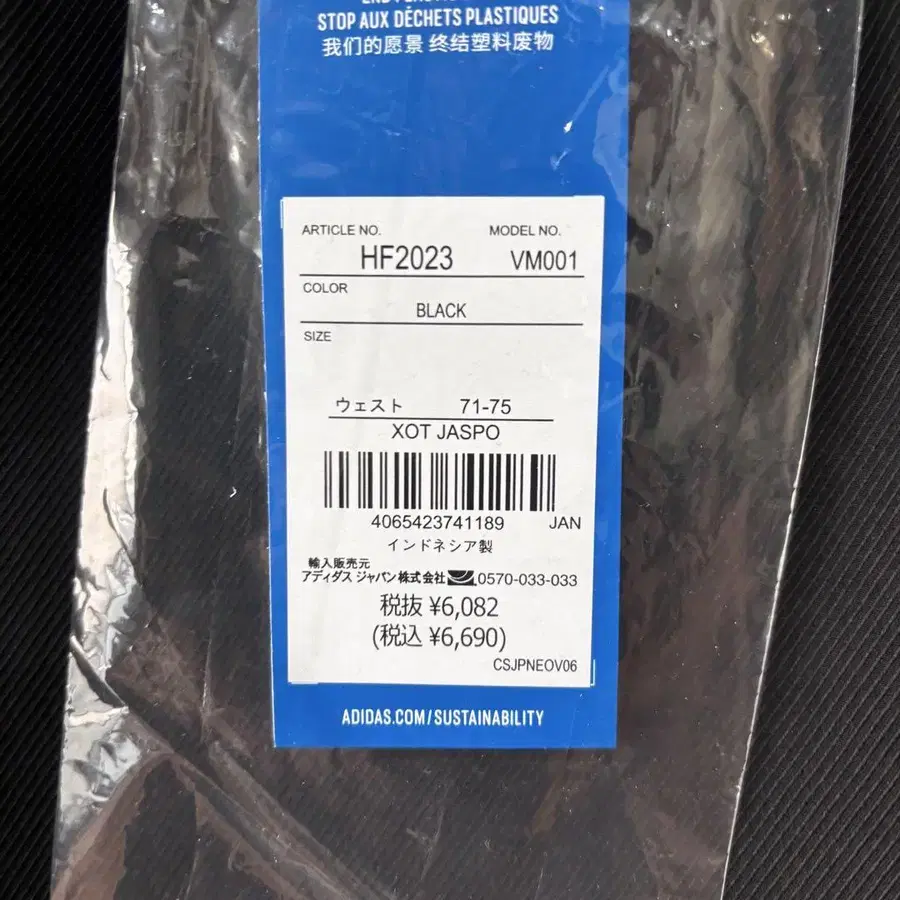 STOP AUX DÉCHETS PLASTIQUES
我们的愿景 终结塑料废物
ARTICLE NO. MODEL NO.
HF2023 VM001
COLOR
BLACK
SIZE
ウェスト 71-75
XOT JASPO
4065423741189 JAN
インドネシア製
輸入販売元
アディダス ジャパン株式会社 0570-033-033
税抜 ¥6,082
(税込 ¥6,690)
CSJPNEOV06
ADIDAS.COM/SUSTAINABILITY